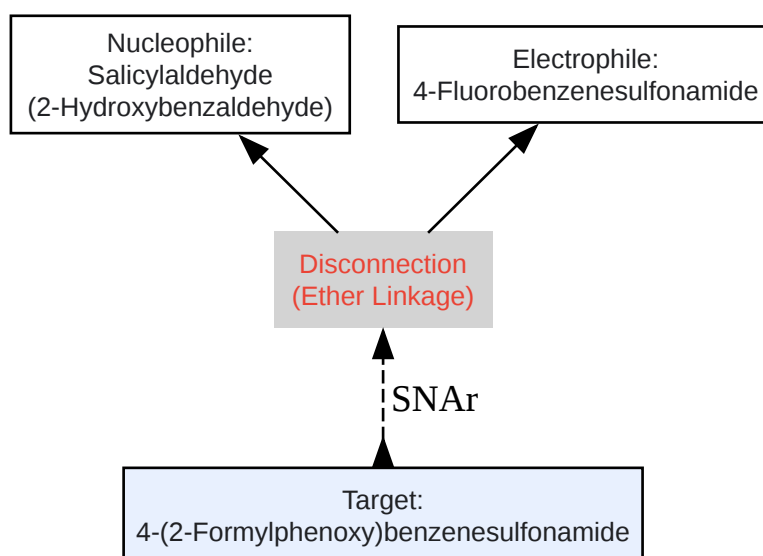 Nucleophile:
Salicylaldehyde
(2-Hydroxybenzaldehyde)
Electrophile:
4-Fluorobenzenesulfonamide
Disconnection
(Ether Linkage)
SNAr
Target:
4-(2-Formylphenoxy)benzenesulfonamide